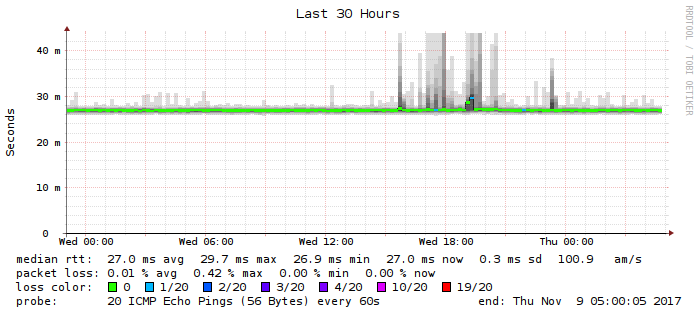 Last 30 Hours
RRDTOOL / TOBI OETIKER
Seconds
40 m
30 m
20 m
10 m
0
Wed 00:00 Wed 06:00 Wed 12:00 Wed 18:00 Thu 00:00
median rtt: 27.0 ms avg 29.7 ms max 26.9 ms min 27.0 ms now 0.3 ms sd 100.9 am/s
packet loss: 0.01 % avg 0.42 % max 0.00 % min 0.00 % now
loss color: 0 1/20 2/20 3/20 4/20 10/20 19/20
probe: 20 ICMP Echo Pings (56 Bytes) every 60s end: Thu Nov 9 05:00:05 2017